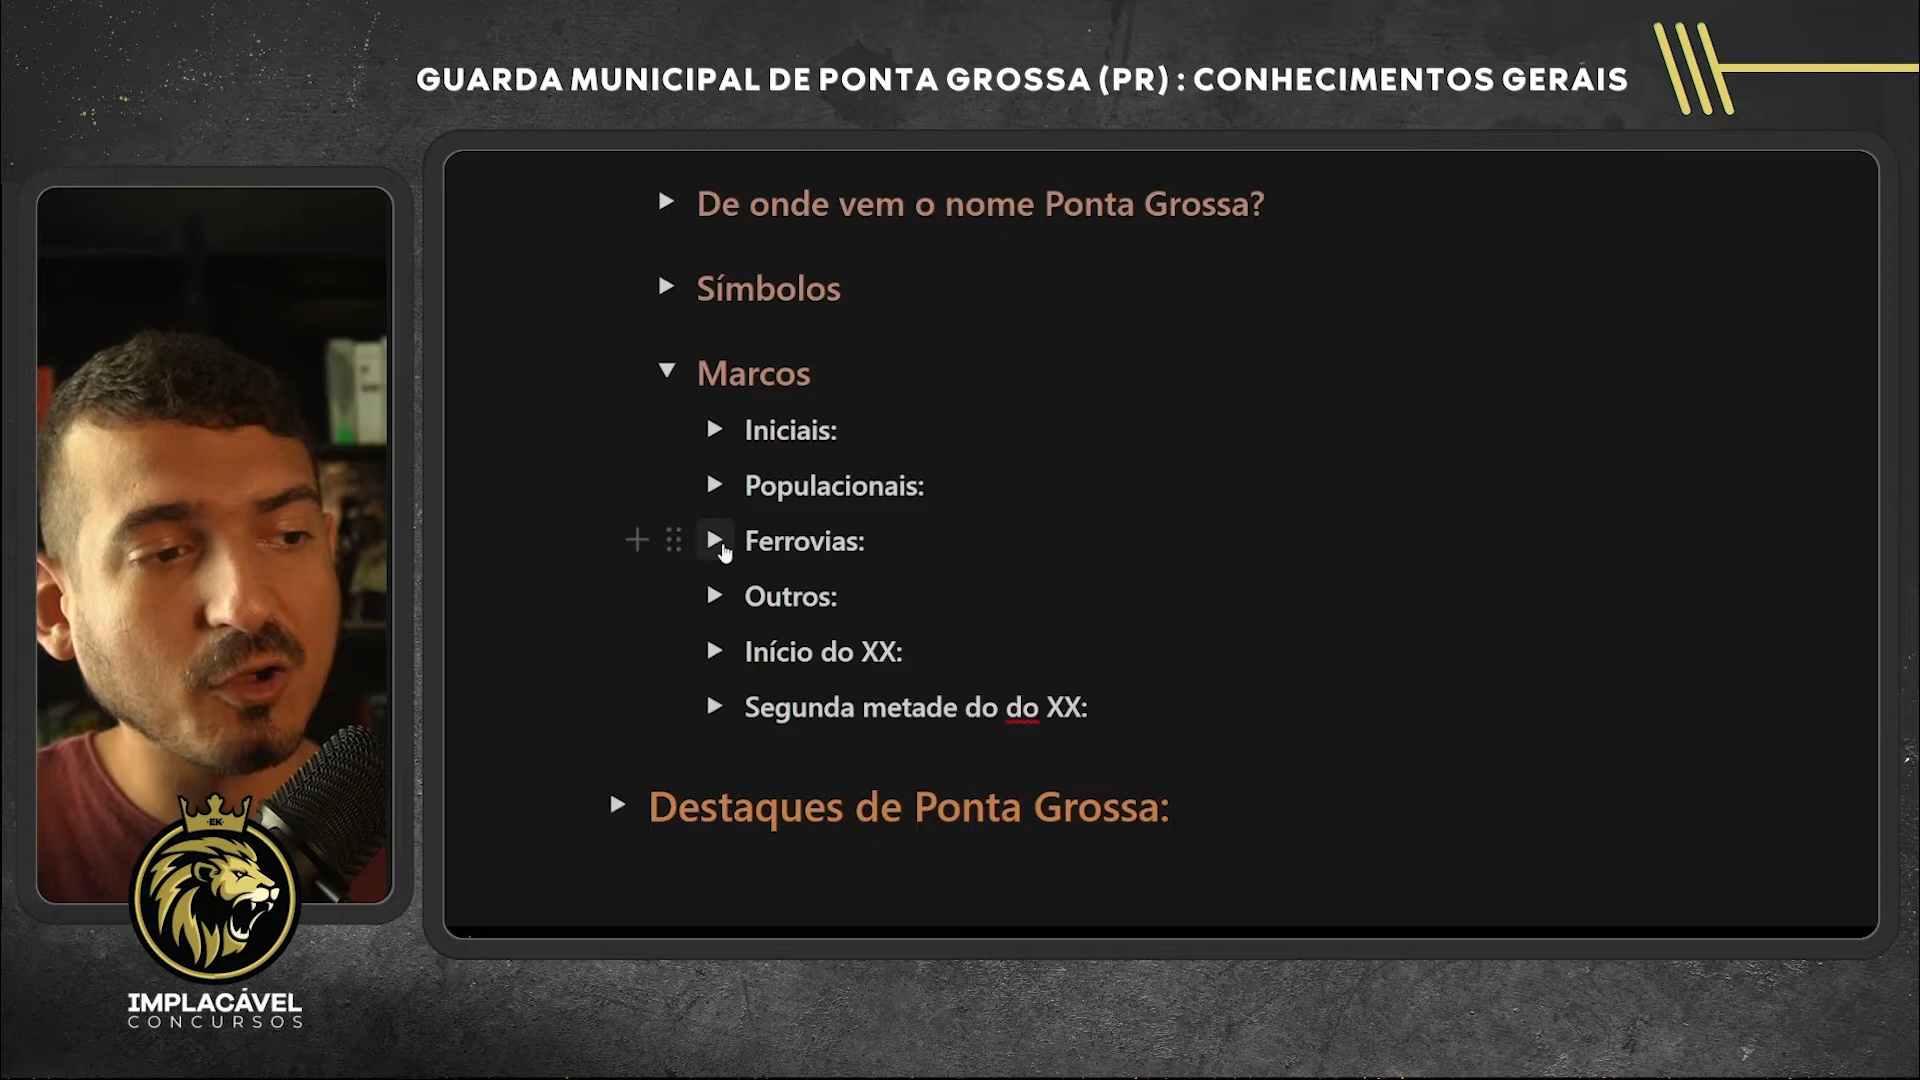 GUARDA MUNICIPAL DE PONTA GROSSA (PR) : CONHECIMENTOS GERAIS
De onde vem o nome Ponta Grossa?
Símbolos
Marcos
Iniciais:
Populacionais:
Ferrovias:
Outros:
Início do XX:
Segunda metade do do XX:
Destaques de Ponta Grossa:
EK
IMPLACÁVEL
CONCURSOS